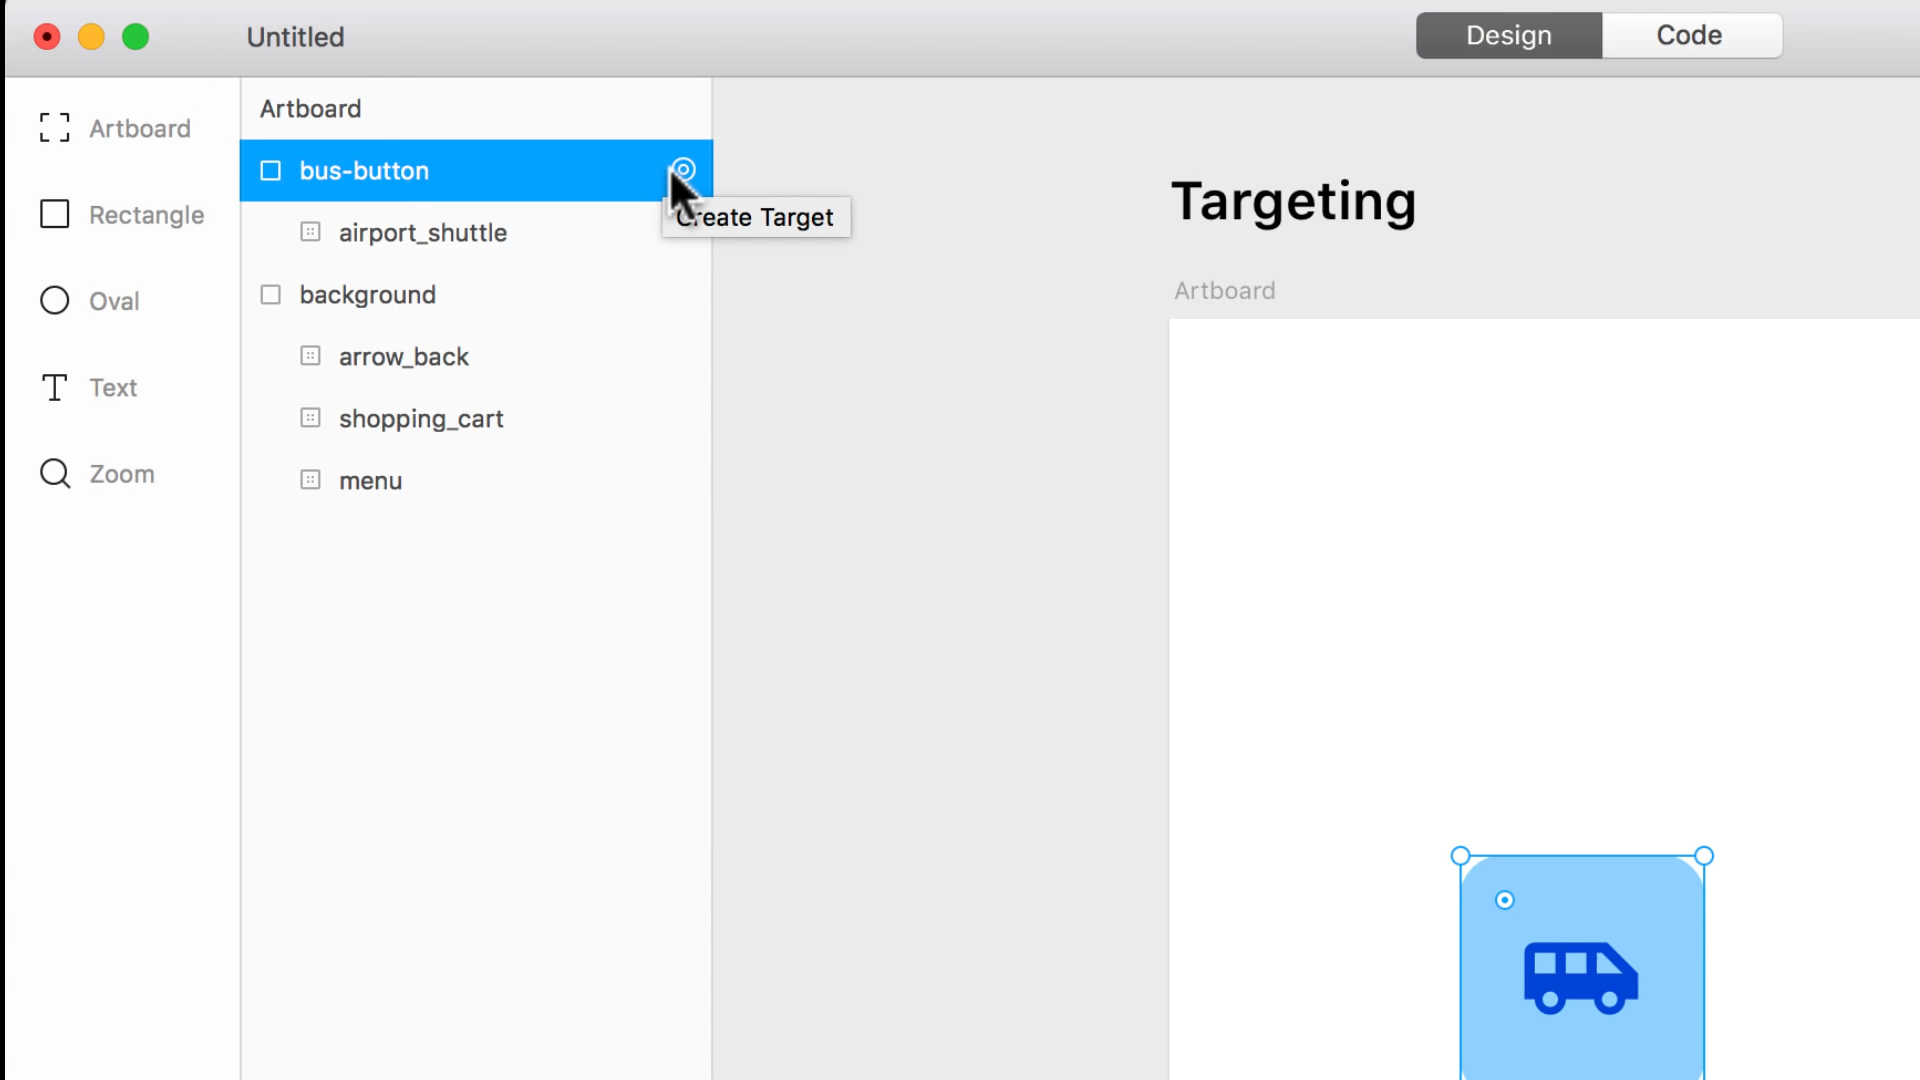 Untitled
Design
Code
Artboard
Rectangle
Oval
Text
Zoom
Artboard
bus-button
airport_shuttle
background
arrow_back
shopping_cart
menu
Create Target
Targeting
Artboard